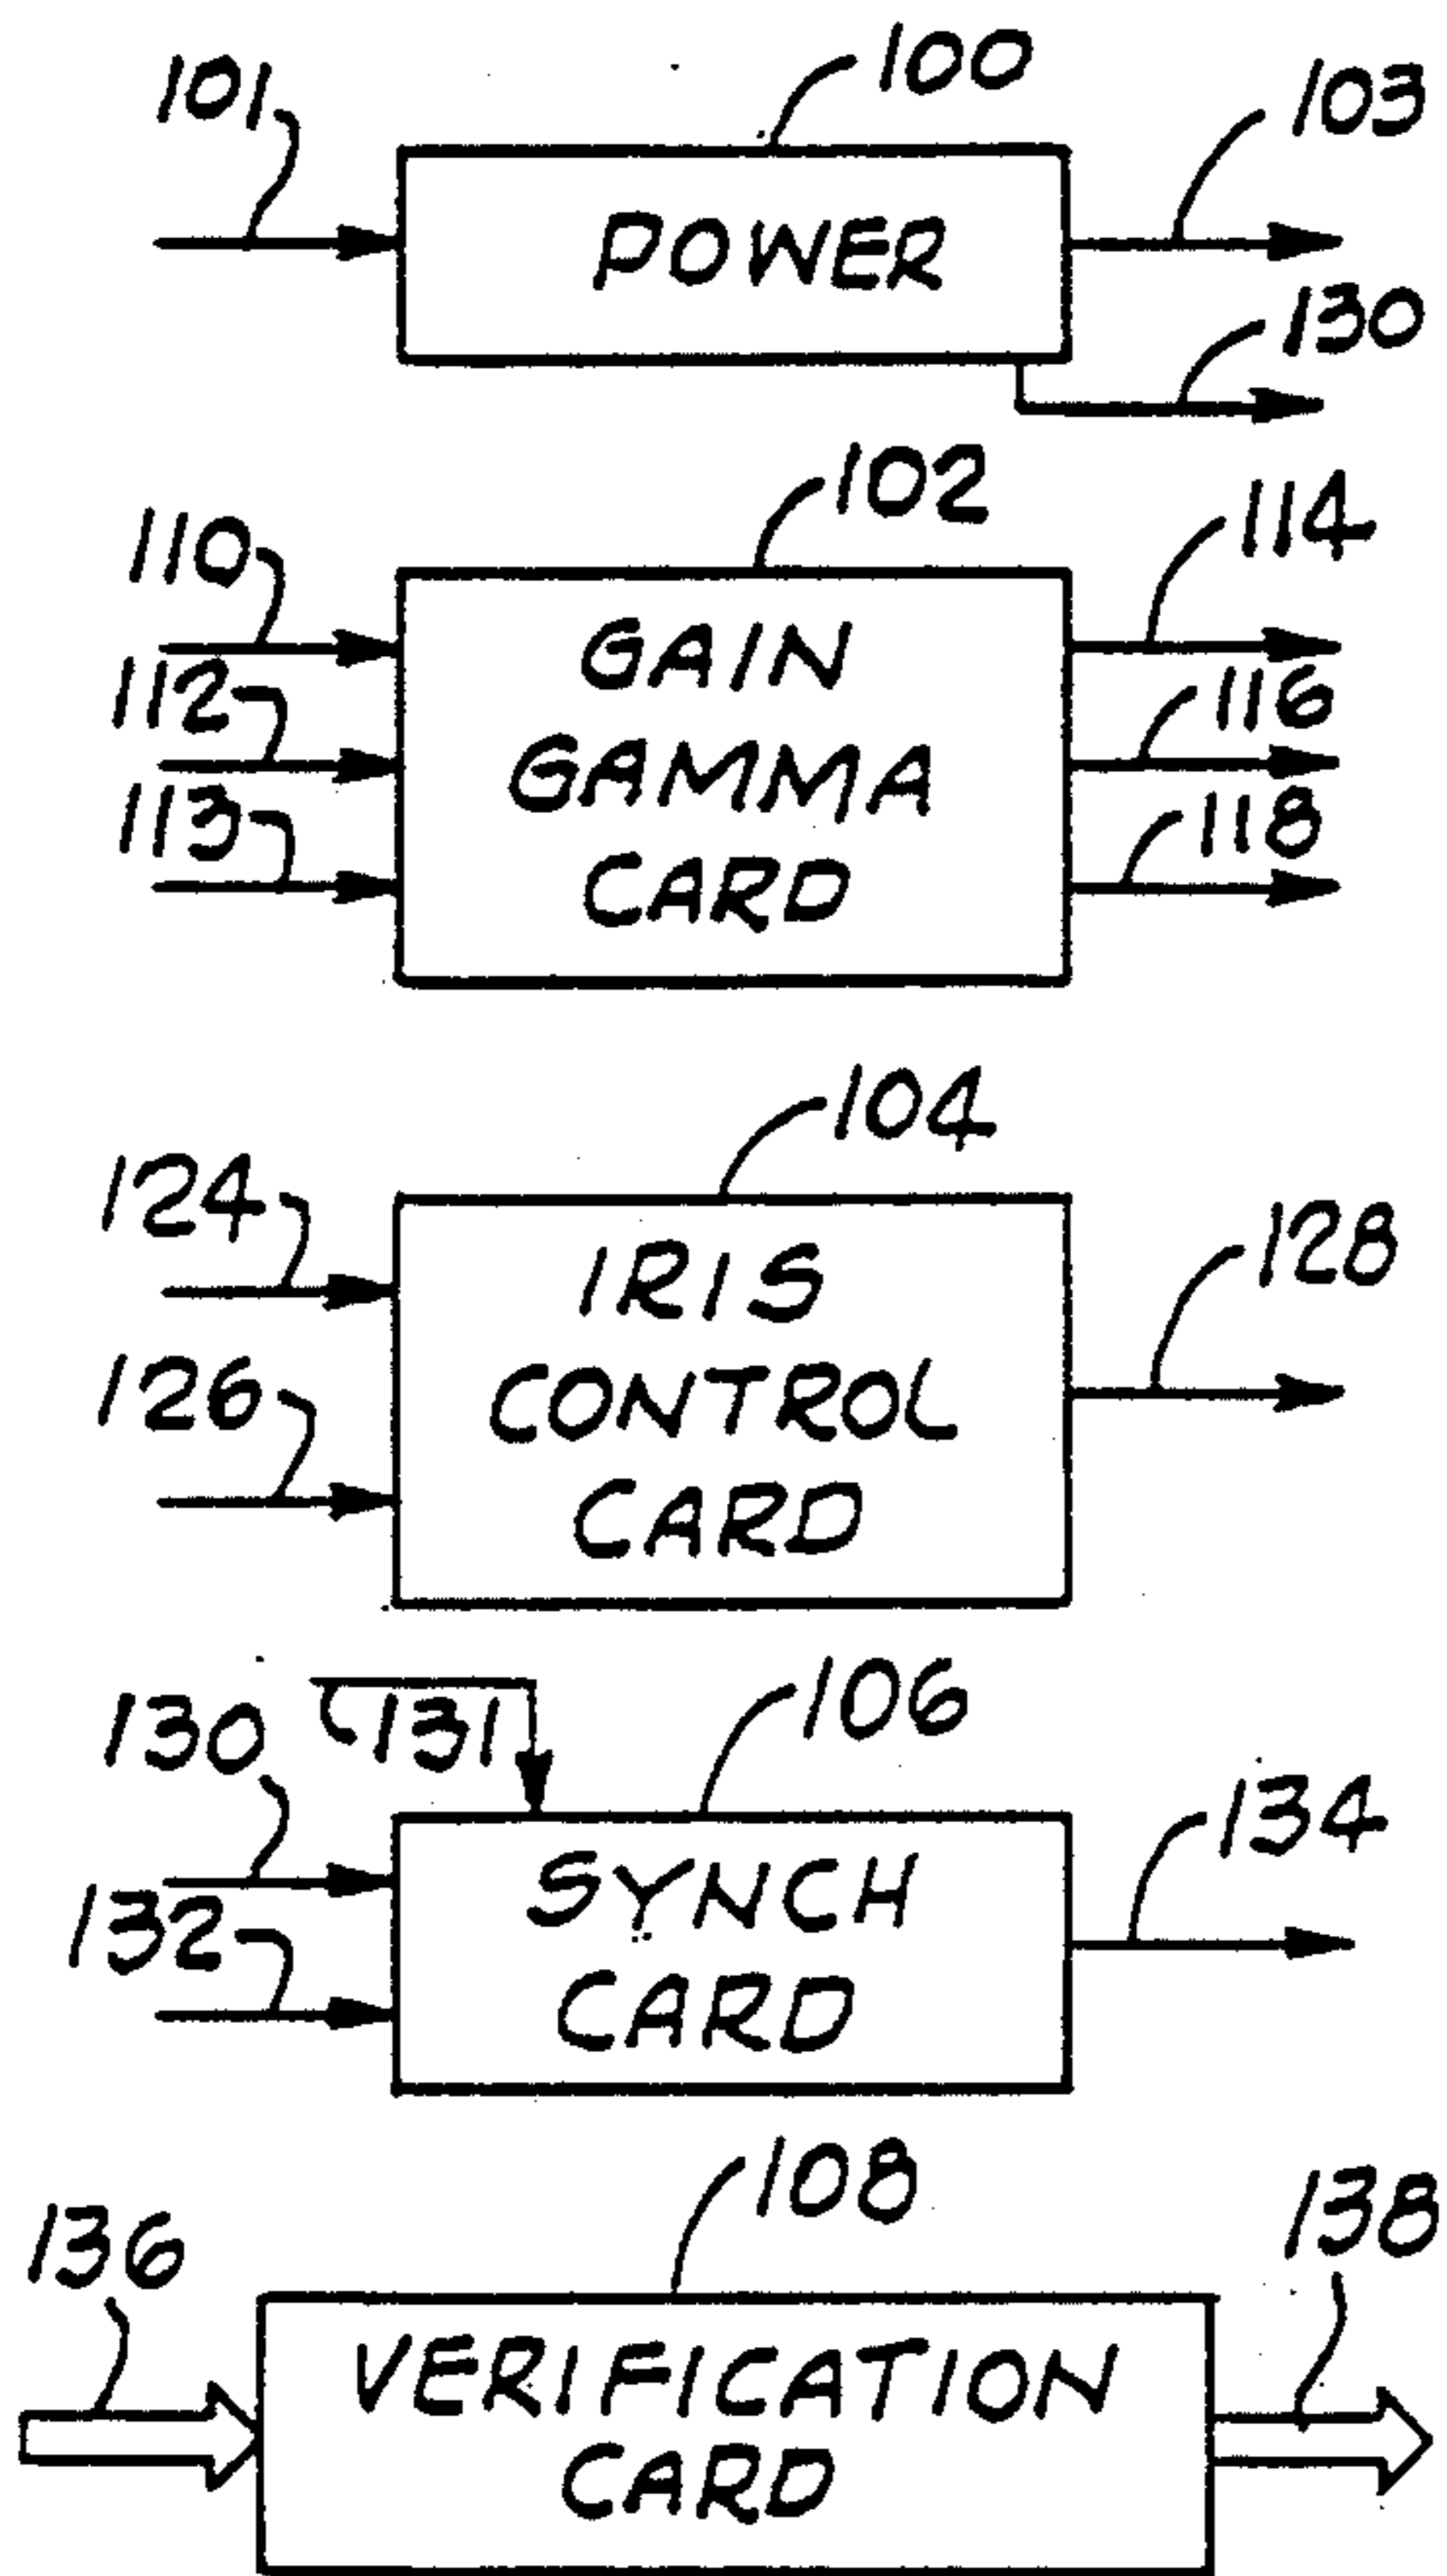 100
101
103
POWER
130
102
110
114
GAIN
112
116
GAMMA
113
118
CARD
104
124
128
IRIS
126
CONTROL
CARD
106
130
131
134
SYNCH
132
CARD
108
136
138
VERIFICATION
CARD